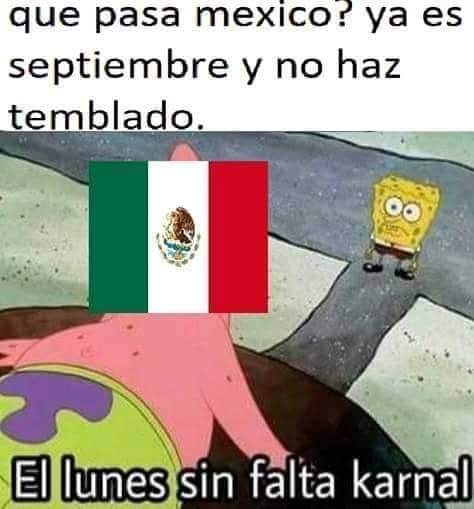 que pasa mexico? ya es
septiembre y no haz
temblado.
El lunes sin falta karnal